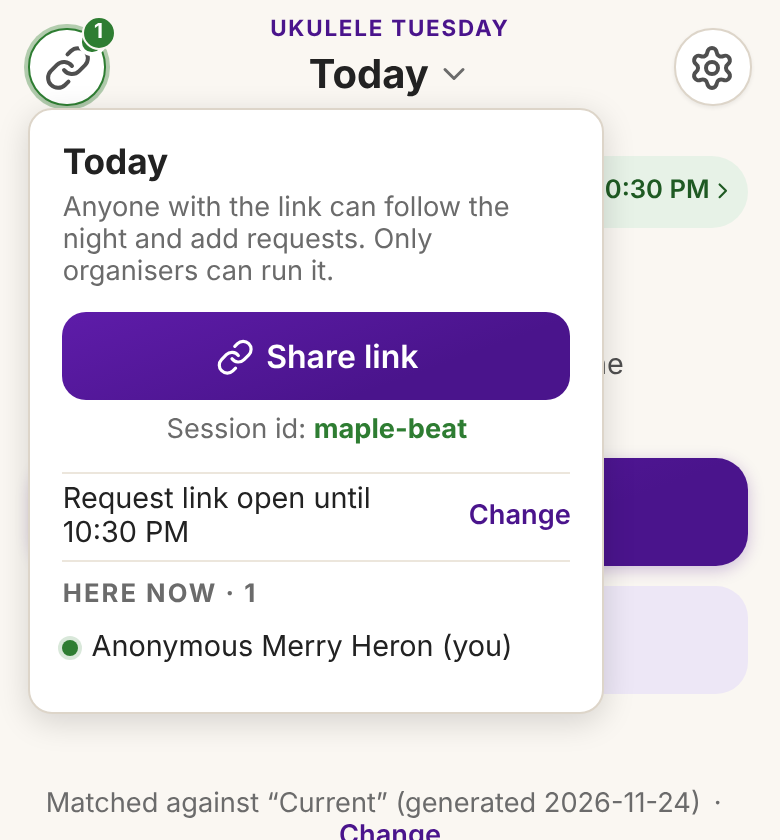 1
UKULELE TUESDAY
Today
Today
Anyone with the link can follow the
night and add requests. Only
organisers can run it.
0:30 PM
Share link
Session id: maple-beat
Request link open until
10:30 PM
Change
HERE NOW · 1
Anonymous Merry Heron (you)
Matched against “Current” (generated 2026-11-24) ·
Change